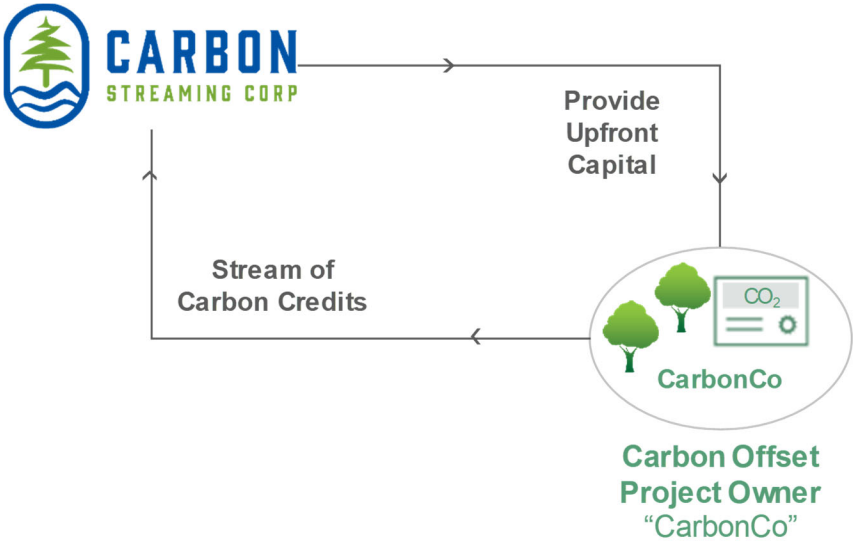 CARBON
STREAMING CORP
Provide
Upfront
Capital
Stream of
Carbon Credits
CO₂
CarbonCo
Carbon Offset
Project Owner
“CarbonCo”